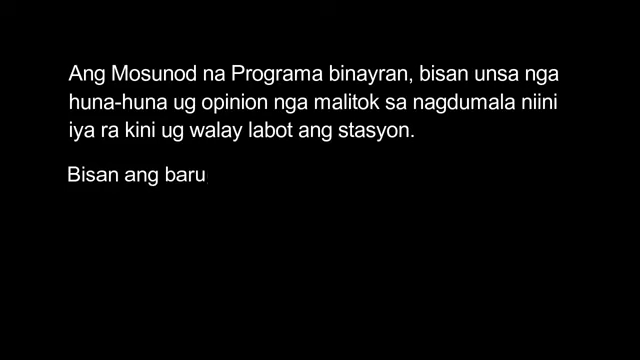 Ang Mosunod na Programa binayran, bisan unsa nga
huna-huna ug opinion nga malitok sa nagdumala niini
iya ra kini ug walay labot ang stasyon.
Bisan ang baru